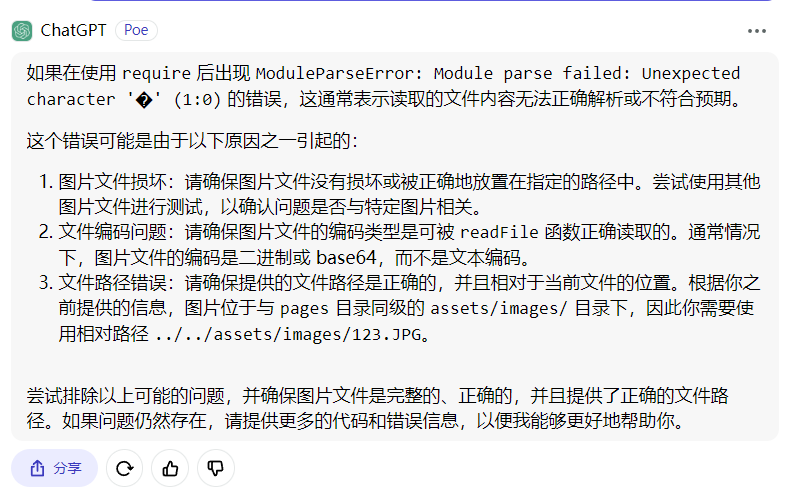 ChatGPT Poe
如果在使用 require 后出现 ModuleParseError: Module parse failed: Unexpected
character '�' (1:0) 的错误，这通常表示读取的文件内容无法正确解析或不符合预期。
这个错误可能是由于以下原因之一引起的：
1. 图片文件损坏：请确保图片文件没有损坏或被正确地放置在指定的路径中。尝试使用其他
图片文件进行测试，以确认问题是否与特定图片相关。
2. 文件编码问题：请确保图片文件的编码类型是可被 readFile 函数正确读取的。通常情况
下，图片文件的编码是二进制或 base64，而不是文本编码。
3. 文件路径错误：请确保提供的文件路径是正确的，并且相对于当前文件的位置。根据你之
前提供的信息，图片位于与 pages 目录同级的 assets/images/ 目录下，因此你需要使
用相对路径 ../../assets/images/123.JPG。
尝试排除以上可能的问题，并确保图片文件是完整的、正确的，并且提供了正确的文件路
径。如果问题仍然存在，请提供更多的代码和错误信息，以便我能够更好地帮助你。
分享